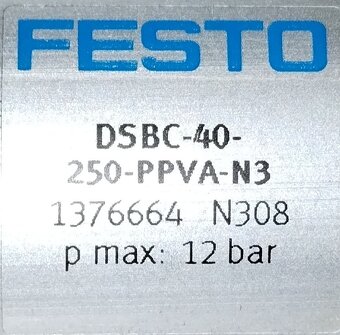 FESTO
DSBC-40-
250-PPVA-N3
1376664 N308
p max: 12 bar